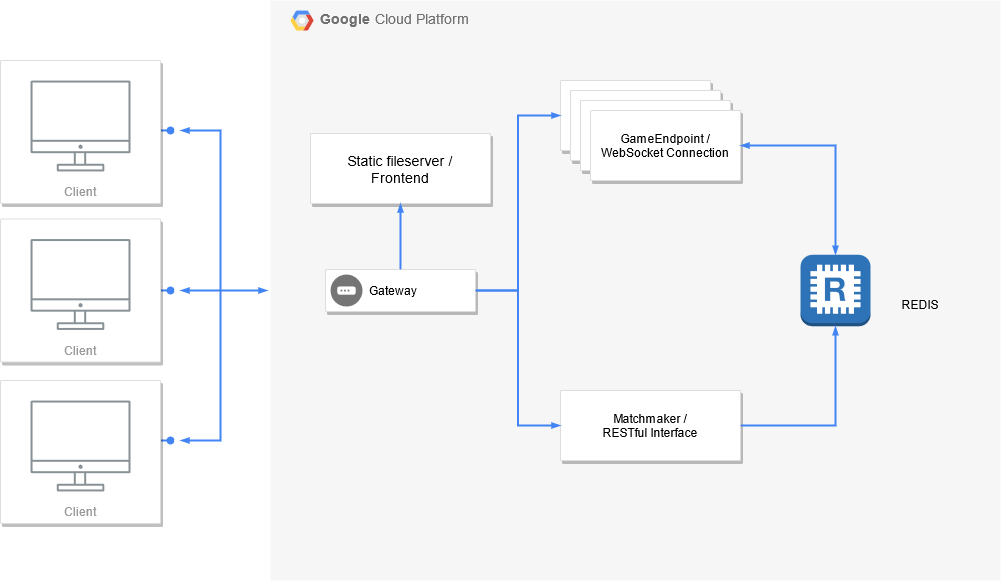 Google Cloud Platform
Client
Client
Client
Static fileserver /
Frontend
Gateway
GameEndpoint /
WebSocket Connection
R
REDIS
Matchmaker /
RESTful Interface